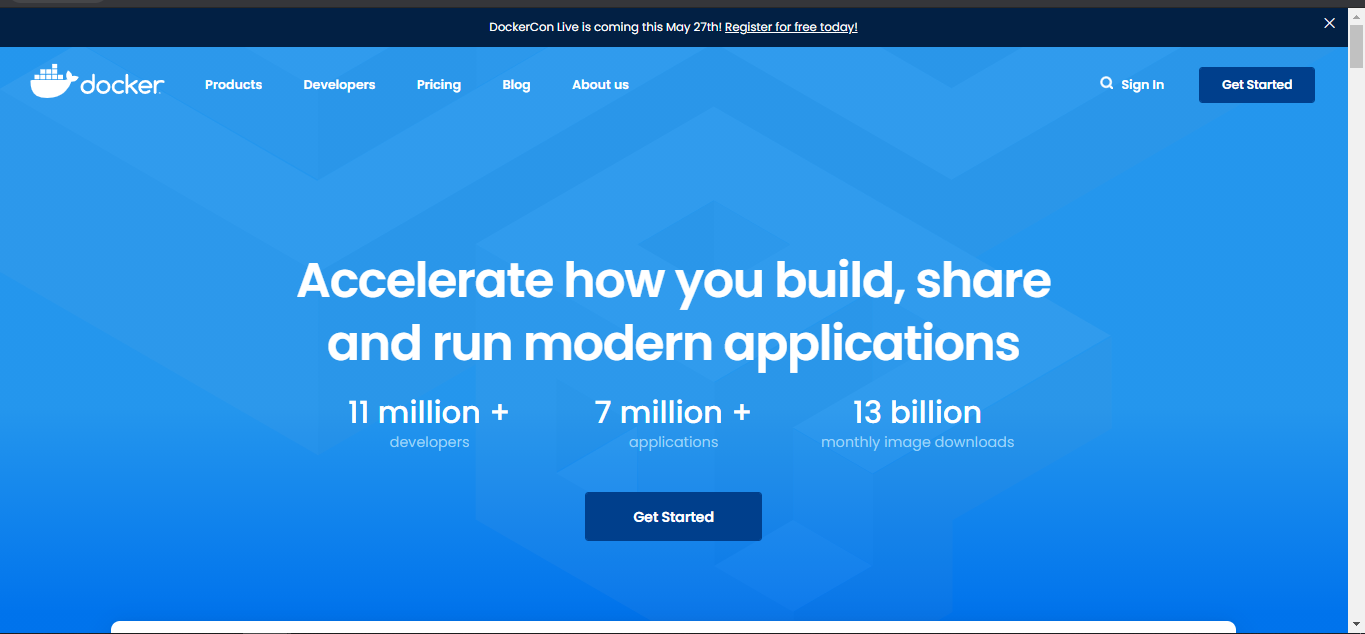 DockerCon Live is coming this May 27th! Register for free today!
docker
Products Developers Pricing Blog About us Sign In Get Started
Accelerate how you build, share
and run modern applications
11 million + 7 million + 13 billion
developers applications monthly image downloads
Get Started